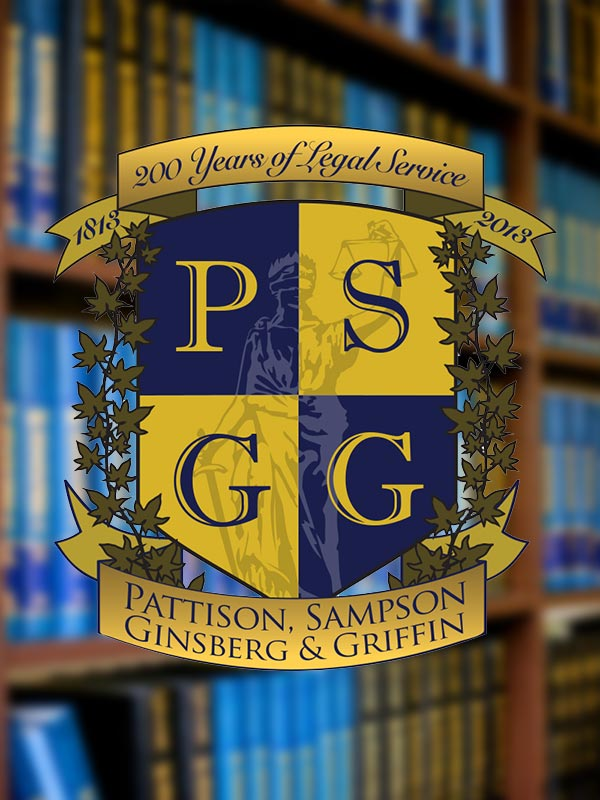 200 Years of Legal Service
1813 2013
P S
G G
PATTISON, SAMPSON
GINSBERG & GRIFFIN